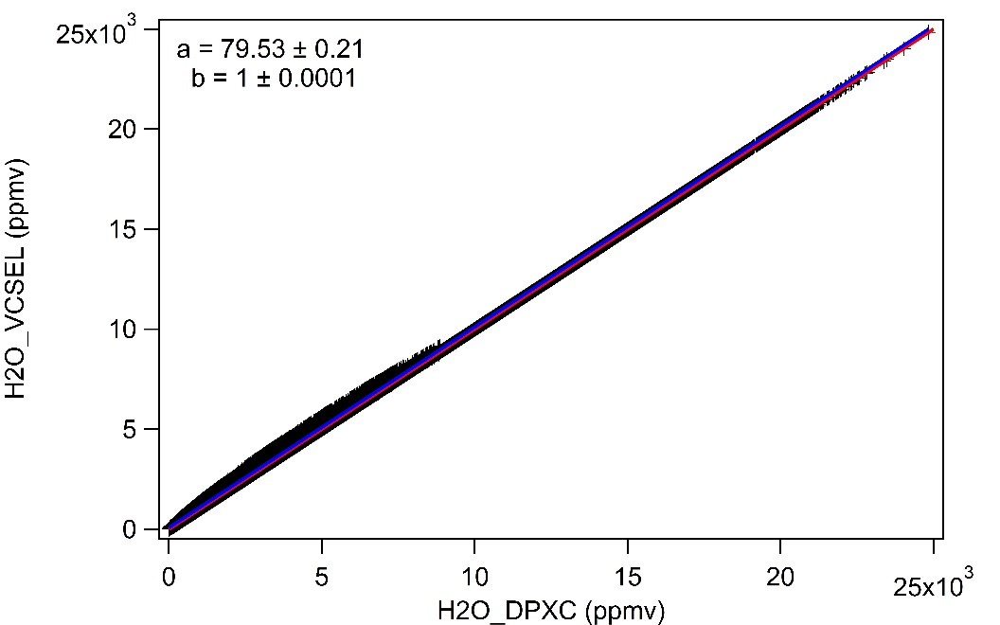 25x10³
a = 79.53 ± 0.21
b = 1 ± 0.0001
20
15
10
5
0
H2O_VCSEL (ppmv)
0 5 10 15 20 25x10³
H2O_DPXC (ppmv)